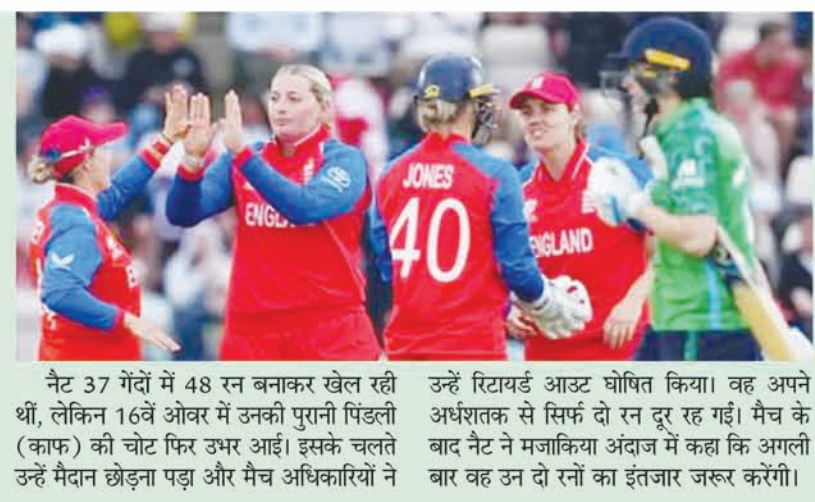 ENGLA
JONES
40
ENGLAND
नैट 37 गेंदों में 48 रन बनाकर खेल रही
थीं, लेकिन 16वें ओवर में उनकी पुरानी पिंडली
(काफ) की चोट फिर उभर आई। इसके चलते
उन्हें मैदान छोड़ना पड़ा और मैच अधिकारियों ने
उन्हें रिटायर्ड आउट घोषित किया। वह अपने
अर्धशतक से सिर्फ दो रन दूर रह गईं। मैच के
बाद नैट ने मजाकिया अंदाज में कहा कि अगली
बार वह उन दो रनों का इंतजार जरूर करेंगी।